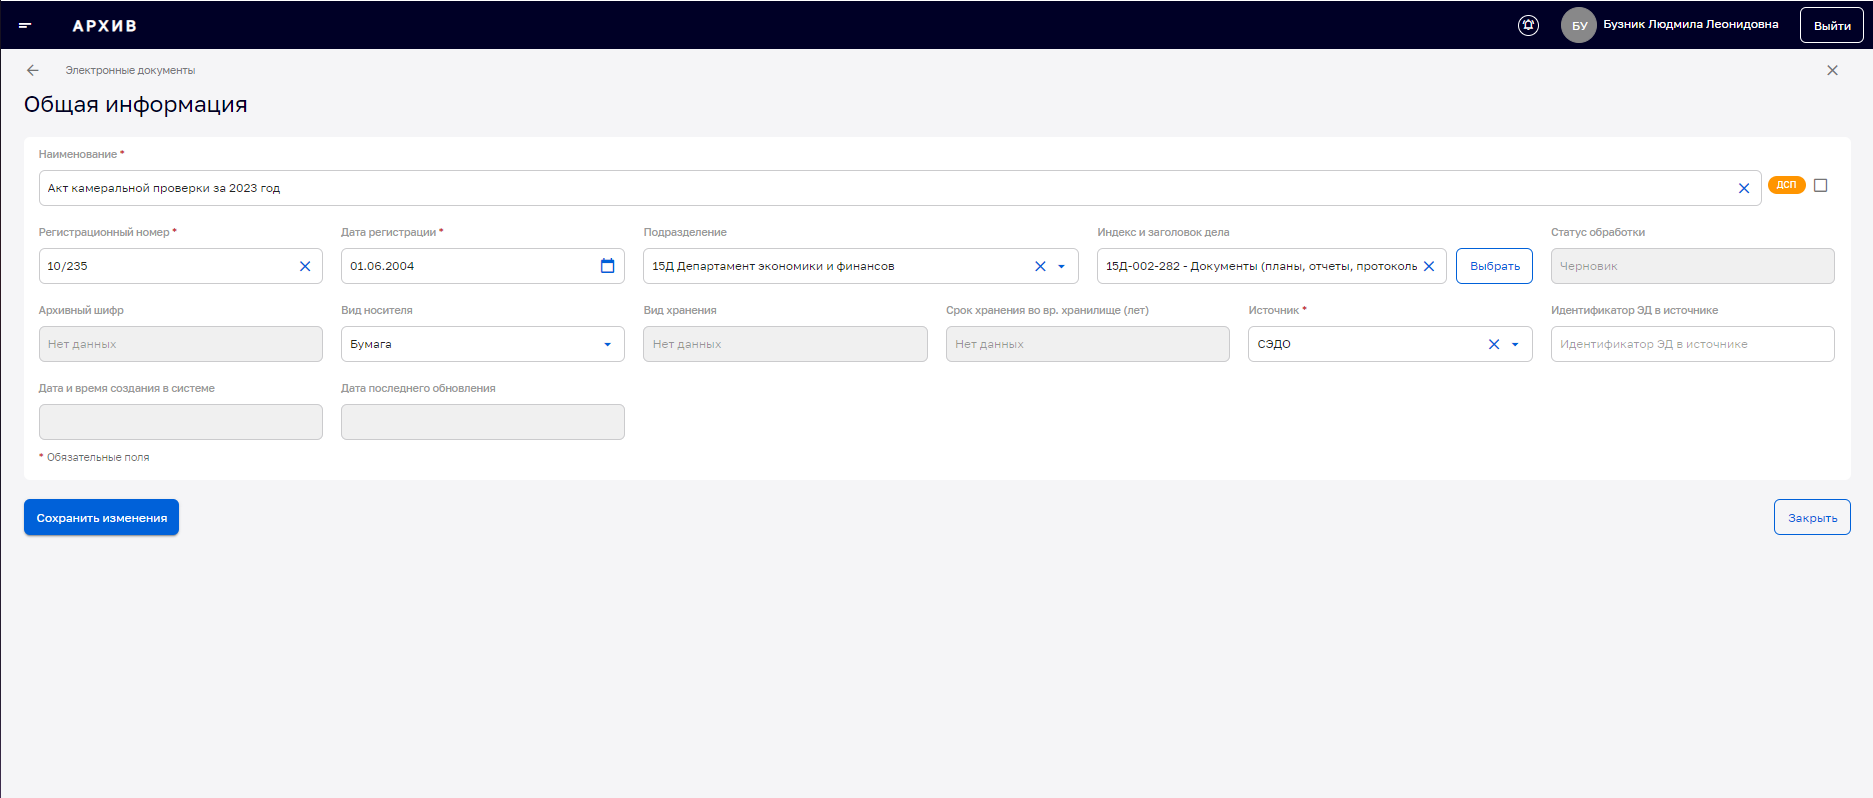 АРХИВ
БУ
Бузник Людмила Леонидовна
Выйти
Электронные документы
Общая информация
Наименование *
Акт камеральной проверки за 2023 год
ДСП
Регистрационный номер *
Дата регистрации *
Подразделение
Индекс и заголовок дела
Статус обработки
10/235
01.06.2004
15Д Департамент экономики и финансов
15Д-002-282 - Документы (планы, отчеты, протоколь
Выбрать
Черновик
Архивный шифр
Вид носителя
Вид хранения
Срок хранения во вр. хранилище (лет)
Источник *
Идентификатор ЭД в источнике
Нет данных
Бумага
Нет данных
Нет данных
СЭДО
Идентификатор ЭД в источнике
Дата и время создания в системе
Дата последнего обновления
* Обязательные поля
Сохранить изменения
Закрыть